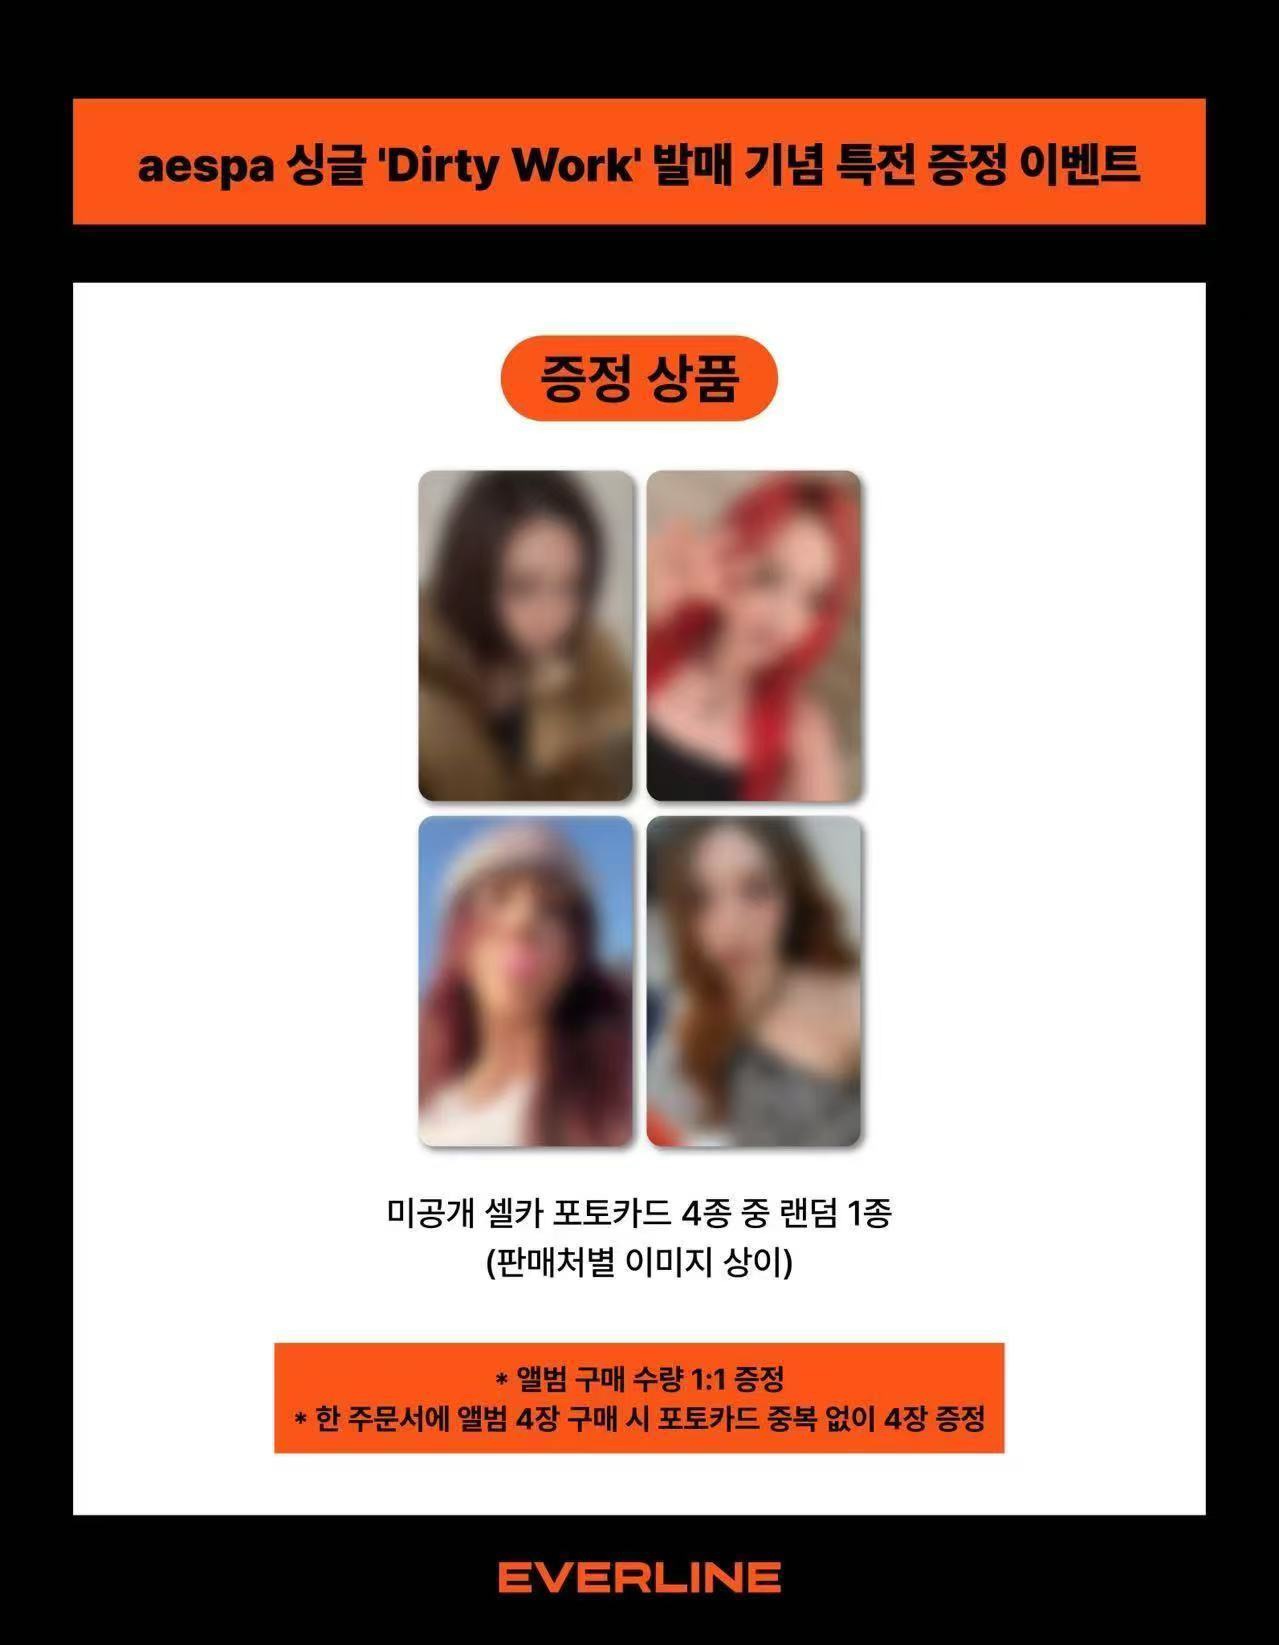 aespa 싱글 'Dirty Work' 발매 기념 특전 증정 이벤트
증정 상품
미공개 셀카 포토카드 4종 중 랜덤 1종
(판매처별 이미지 상이)
* 앨범 구매 수량 1:1 증정
* 한 주문서에 앨범 4장 구매 시 포토카드 중복 없이 4장 증정
EVERLINE